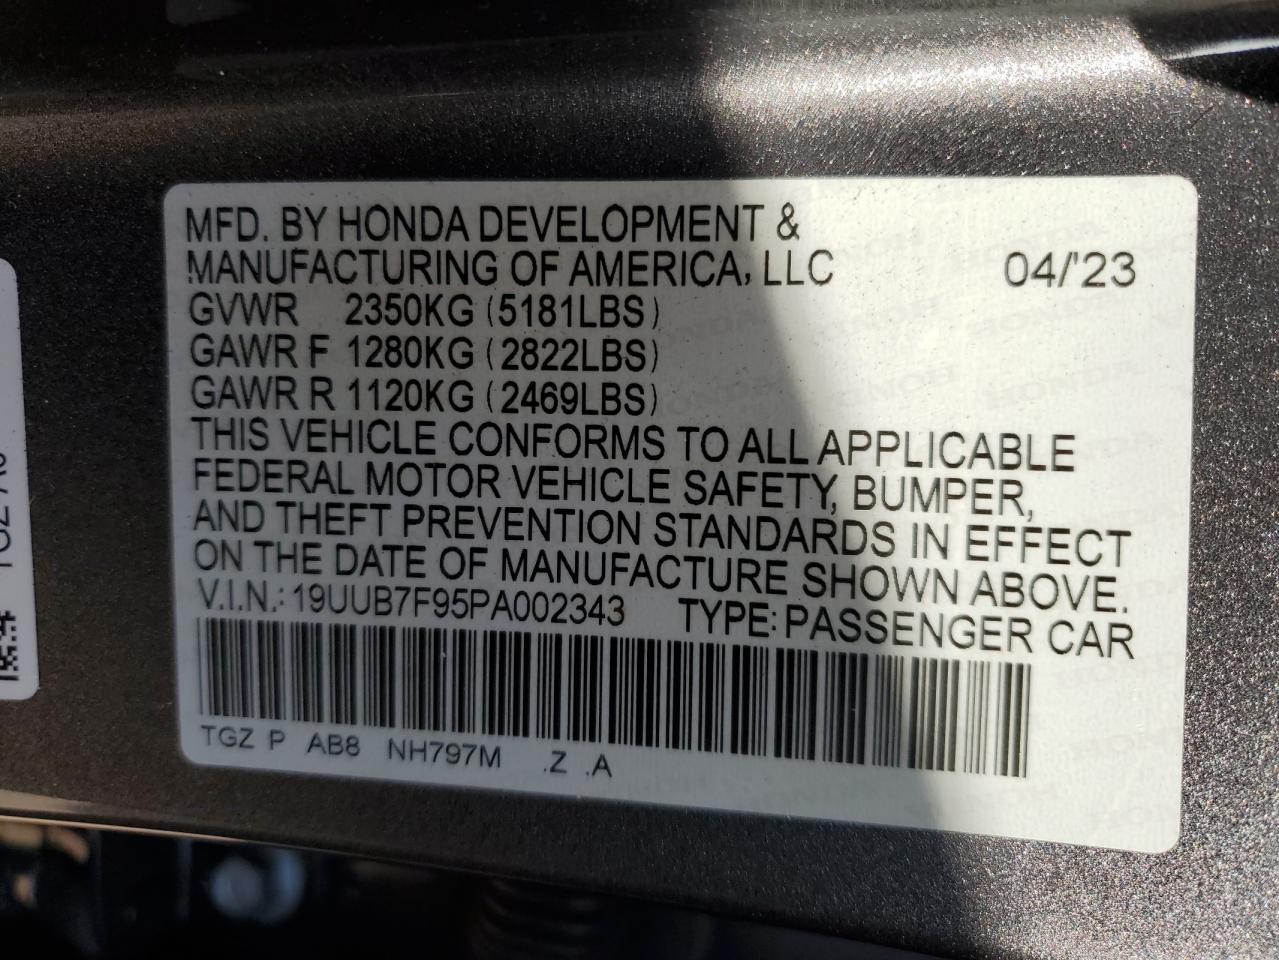 MFD. BY HONDA DEVELOPMENT &
MANUFACTURING OF AMERICA, LLC 04/'23
GVWR 2350KG (5181LBS)
GAWR F 1280KG (2822LBS)
GAWR R 1120KG (2469LBS)
THIS VEHICLE CONFORMS TO ALL APPLICABLE
FEDERAL MOTOR VEHICLE SAFETY, BUMPER,
AND THEFT PREVENTION STANDARDS IN EFFECT
ON THE DATE OF MANUFACTURE SHOWN ABOVE.
V.I.N.: 19UUB7F95PA002343 TYPE: PASSENGER CAR
TGZ P AB8 NH797M .Z .A